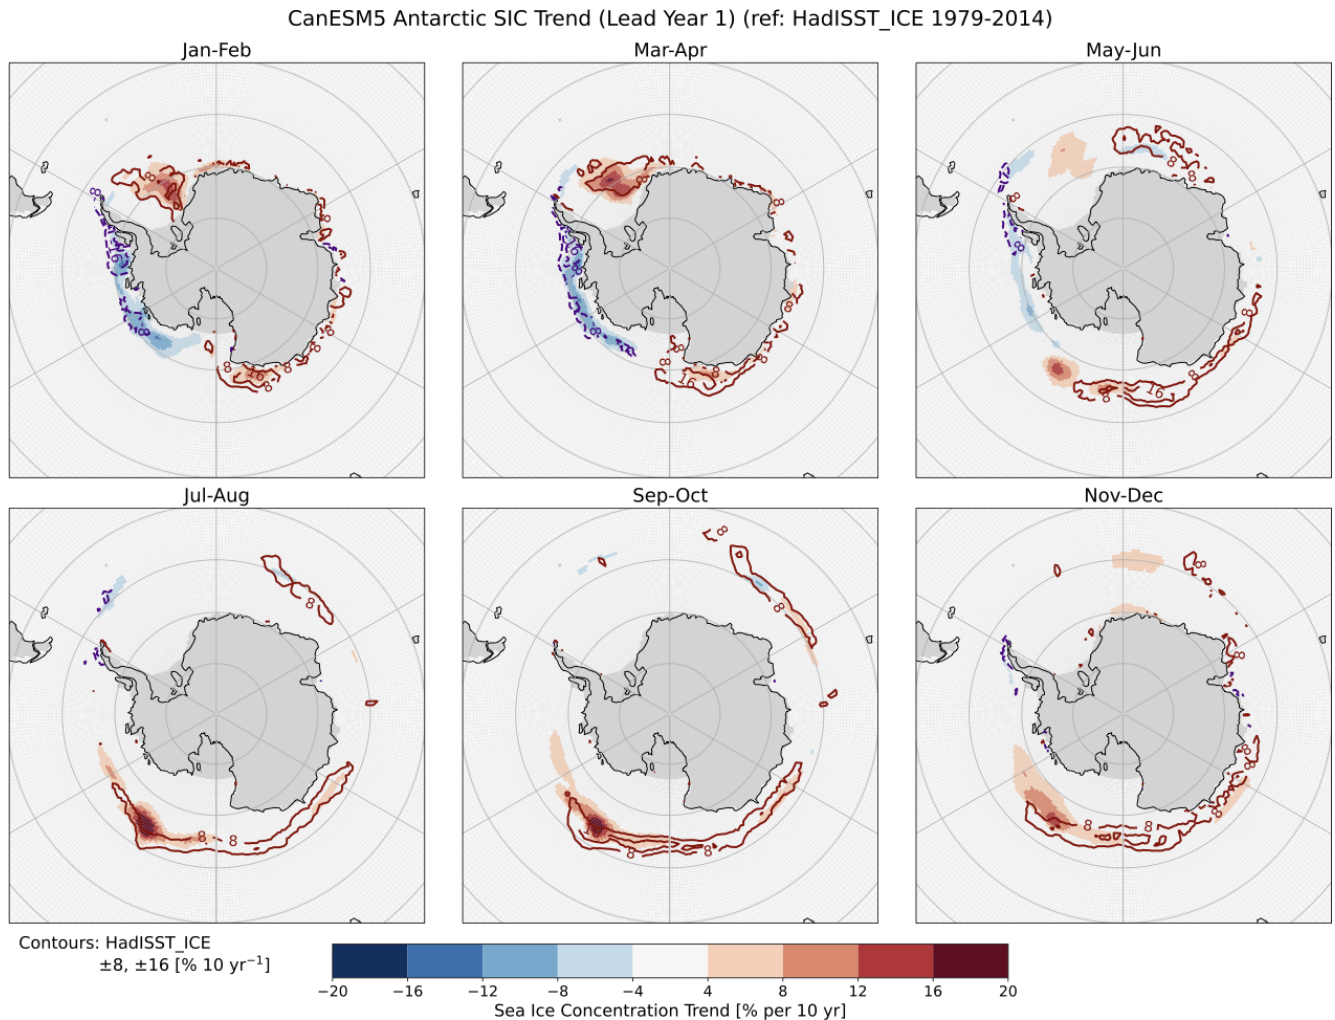 CanESM5 Antarctic SIC Trend (Lead Year 1) (ref: HadISST_ICE 1979-2014)
Jan-Feb
Mar-Apr
May-Jun
Jul-Aug
Sep-Oct
Nov-Dec
Contours: HadISST_ICE
±8, ±16 [% 10 yr⁻¹]
−20 −16 −12 −8 −4 4 8 12 16 20
Sea Ice Concentration Trend [% per 10 yr]